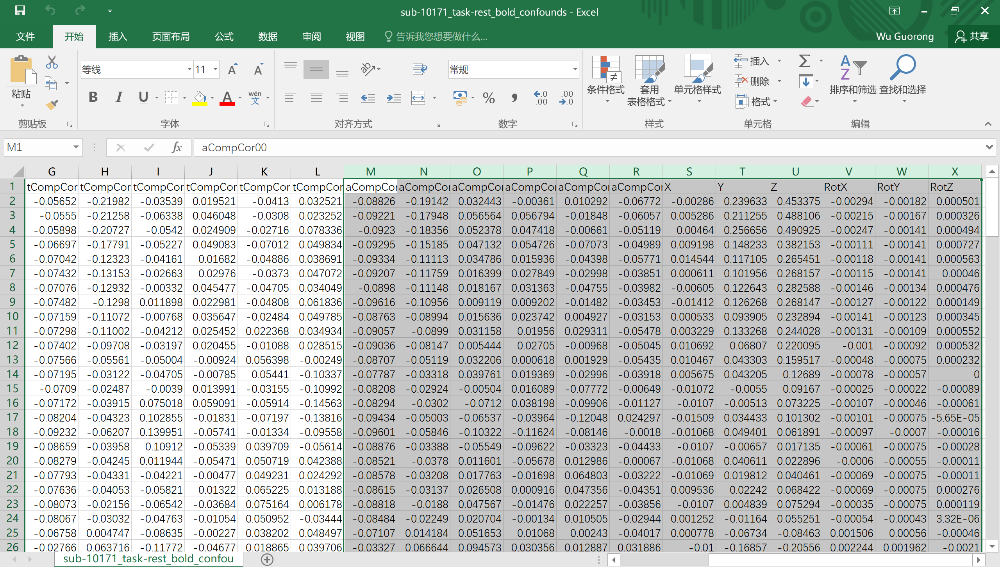 sub-10171_task-rest_bold_confounds - Excel
文件 开始 插入 页面布局 公式 数据 审阅 视图 告诉我您想要做什么... Wu Guorong 共享
等线 11 A A 常规 插入
粘贴 B I U A wén 文 % , .0 .00 .00 .0 条件格式 套用 表格格式 单元格样式 删除 排序和筛选 查找和选择
格式
剪贴板 字体 对齐方式 数字 样式 单元格 编辑
M1 fx aCompCor00
G H I J K L M N O P Q R S T U V W X
1 tCompCor tCompCor tCompCor tCompCor tCompCor tCompCor aCompCor aCompCor aCompCor aCompCor aCompCor aCompCor X Y Z RotX RotY RotZ
2 -0.05652 -0.21982 -0.03539 0.019521 -0.0413 0.032521 -0.08826 -0.19142 0.032443 -0.00361 0.010292 -0.06772 -0.00286 0.239633 0.453375 -0.00294 -0.00182 0.000501
3 -0.0555 -0.21258 -0.06338 0.046048 -0.0308 0.023252 -0.09221 -0.17948 0.056564 0.056794 -0.01848 -0.06057 0.005286 0.211255 0.488106 -0.00215 -0.00167 0.000326
4 -0.05898 -0.20727 -0.0542 0.024909 -0.02716 0.078336 -0.0923 -0.18356 0.052378 0.047418 -0.00661 -0.05119 0.00464 0.256656 0.490925 -0.00247 -0.00141 0.000494
5 -0.06697 -0.17791 -0.05227 0.049083 -0.07012 0.049834 -0.09295 -0.15185 0.047132 0.054726 -0.07073 -0.04989 0.009198 0.148233 0.382153 -0.00111 -0.00141 0.000727
6 -0.07042 -0.12323 -0.04161 0.01682 -0.04886 0.038691 -0.09334 -0.11113 0.034786 0.015936 -0.04398 -0.05771 0.014544 0.117105 0.265451 -0.00118 -0.00141 0.000563
7 -0.07432 -0.13153 -0.02663 0.02976 -0.0373 0.047072 -0.09207 -0.11759 0.016399 0.027849 -0.02998 -0.03851 0.000611 0.101956 0.268157 -0.00115 -0.00141 0.00046
8 -0.07076 -0.12932 -0.00332 0.045477 -0.04705 0.034049 -0.0898 -0.11148 0.018167 0.031363 -0.04755 -0.03982 -0.00605 0.122643 0.282588 -0.00146 -0.00134 0.000476
9 -0.07482 -0.1298 0.011898 0.022981 -0.04808 0.061836 -0.09616 -0.10956 0.009119 0.009202 -0.01482 -0.03453 -0.01412 0.126268 0.268147 -0.00127 -0.00122 0.000149
10 -0.07159 -0.11072 -0.00768 0.035647 -0.02484 0.049785 -0.08763 -0.08994 0.015636 0.023742 0.004927 -0.03153 0.000533 0.093905 0.232894 -0.00141 -0.00123 0.000345
11 -0.07298 -0.11002 -0.04212 0.025452 0.022368 0.034934 -0.09057 -0.0899 0.031158 0.01956 0.029311 -0.05478 0.003229 0.133268 0.244028 -0.00131 -0.00109 0.000552
12 -0.07402 -0.09708 -0.03197 0.020455 -0.01088 0.028515 -0.09036 -0.08147 0.005444 0.02705 -0.00968 -0.05045 0.010692 0.06807 0.220095 -0.001 -0.00092 0.000532
13 -0.07566 -0.05561 -0.05004 -0.00924 0.056398 -0.00249 -0.08707 -0.05119 0.032206 0.000618 0.001929 -0.05435 0.010467 0.043303 0.159517 -0.00048 -0.00075 0.000232
14 -0.07195 -0.03122 -0.04705 -0.00785 0.05441 -0.10337 -0.07787 -0.03318 0.039761 0.019369 -0.02996 -0.03918 0.005675 0.043205 0.12689 -0.00078 -0.00057 0
15 -0.0709 -0.02487 -0.0039 0.013991 -0.03155 -0.10992 -0.08208 -0.02924 -0.00504 0.016089 -0.07772 -0.00649 -0.01072 -0.0055 0.09167 -0.00025 -0.00022 -0.00089
16 -0.07172 -0.03915 0.075018 0.059091 -0.05914 -0.14563 -0.08294 -0.0302 -0.0712 0.038198 -0.09906 -0.01127 -0.0107 -0.00513 0.073225 -0.00107 -0.00046 -0.00061
17 -0.08204 -0.04323 0.102855 -0.01831 -0.07197 -0.13816 -0.09434 -0.05003 -0.06537 -0.03964 -0.12048 0.024297 -0.01509 0.034433 0.101302 -0.00101 -0.00075 -5.65E-05
18 -0.09232 -0.06207 0.139951 -0.05741 -0.01334 -0.09558 -0.09601 -0.05846 -0.10322 -0.11624 -0.08146 -0.0018 -0.01068 0.049401 0.061891 -0.00097 -0.0007 -0.00016
19 -0.08659 -0.03958 0.10912 -0.05339 0.039709 -0.05614 -0.08876 -0.03388 -0.05549 -0.09622 -0.03323 -0.04433 -0.0107 -0.00657 0.017135 -0.00061 -0.00075 -0.00028
20 -0.08279 -0.04245 0.011944 -0.05471 0.050719 0.042388 -0.08521 -0.0378 0.011601 -0.05678 0.012986 -0.00067 -0.01068 0.040611 0.022896 -0.0006 -0.00055 -0.00011
21 -0.07793 -0.04331 -0.04221 -0.00477 0.049231 0.024292 -0.08578 -0.03208 0.017763 -0.01698 0.064803 -0.03222 -0.01069 0.019812 0.040461 -0.00069 -0.00075 -0.00011
22 -0.07636 -0.04053 -0.05821 0.01322 0.065225 0.013188 -0.08615 -0.03137 0.026508 0.000916 0.047356 -0.04351 0.009536 0.02242 0.068422 -0.00069 -0.00075 0.000276
23 -0.08073 -0.02156 -0.06542 -0.03684 0.075164 0.006178 -0.08818 -0.0188 0.047567 -0.01476 0.022257 -0.03856 -0.0107 0.004839 0.075294 -0.00035 -0.00075 0.000119
24 -0.08067 -0.03032 -0.04763 -0.01054 0.050952 -0.03444 -0.08484 -0.02249 0.020704 -0.00134 0.010505 -0.02944 0.001252 -0.01164 0.055251 -0.00054 -0.00043 3.32E-06
25 -0.06758 0.004747 -0.08635 -0.00227 0.038202 0.048497 -0.07107 0.014184 0.051653 0.01068 0.00243 -0.04017 0.000778 -0.06734 -0.08463 0.001506 0.00056 -0.00046
26 -0.02766 0.063716 -0.11772 -0.04677 0.018865 0.039706 -0.03327 0.066644 0.094573 0.030356 0.012887 0.031886 -0.01 -0.16857 -0.20556 0.002244 0.001962 -0.0021
sub-10171_task-rest_bold_confou